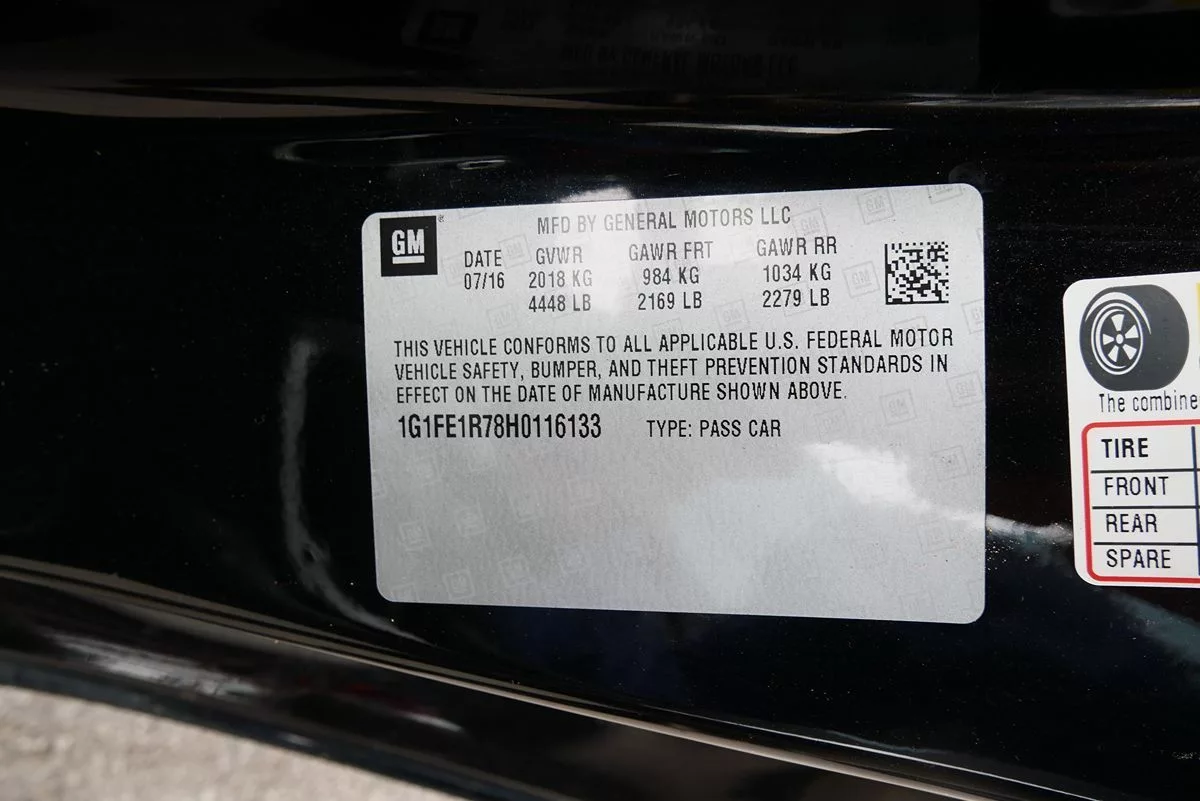 GM
MFD BY GENERAL MOTORS LLC
DATE GVWR GAWR FRT GAWR RR
07/16 2018 KG 984 KG 1034 KG
4448 LB 2169 LB 2279 LB
THIS VEHICLE CONFORMS TO ALL APPLICABLE U.S. FEDERAL MOTOR
VEHICLE SAFETY, BUMPER, AND THEFT PREVENTION STANDARDS IN
EFFECT ON THE DATE OF MANUFACTURE SHOWN ABOVE.
1G1FE1R78H0116133 TYPE: PASS CAR
The combine
TIRE
FRONT
REAR
SPARE